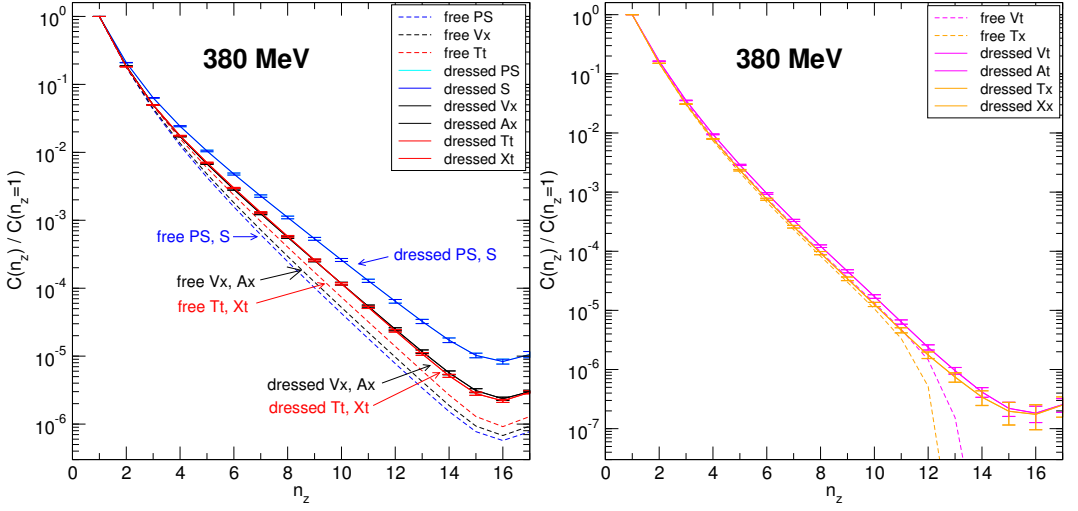 380 MeV
free PS
free Vx
free Tt
dressed PS
dressed S
dressed Vx
dressed Ax
dressed Tt
dressed Xt
C(n_z) / C(n_z=1)
10^0
10^-1
10^-2
10^-3
10^-4
10^-5
10^-6
free PS, S
dressed PS, S
free Vx, Ax
free Tt, Xt
dressed Vx, Ax
dressed Tt, Xt
0 2 4 6 8 10 12 14 16
n_z
380 MeV
free Vt
free Tx
dressed Vt
dressed At
dressed Tx
dressed Xx
C(n_z) / C(n_z=1)
10^0
10^-1
10^-2
10^-3
10^-4
10^-5
10^-6
10^-7
0 2 4 6 8 10 12 14 16
n_z